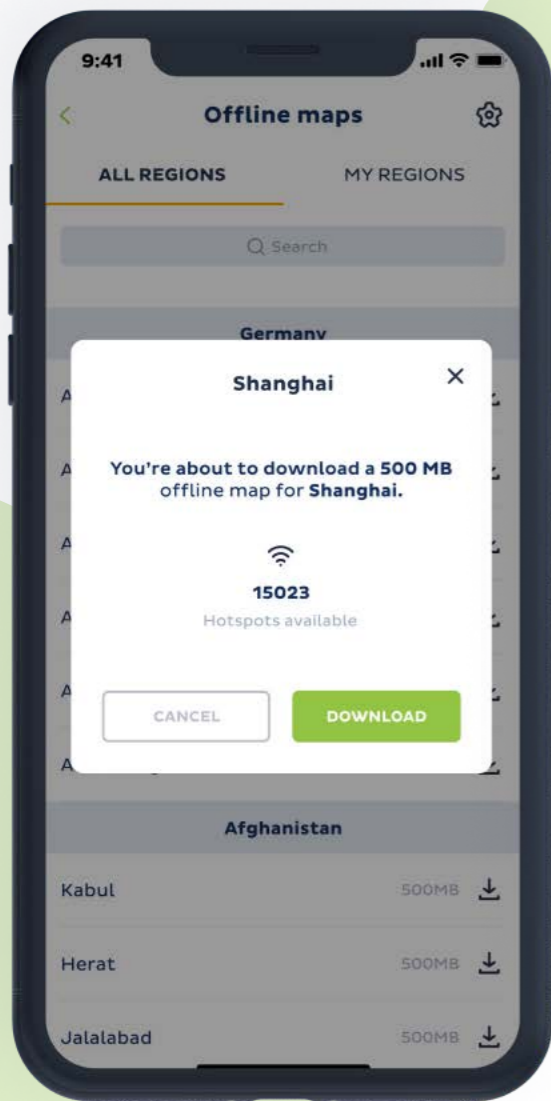 9:41
Offline maps
ALL REGIONS MY REGIONS
Search
Germany
Shanghai
You're about to download a 500 MB
offline map for Shanghai.
15023
Hotspots available
CANCEL DOWNLOAD
Afghanistan
Kabul 500MB
Herat 500MB
Jalalabad 500MB